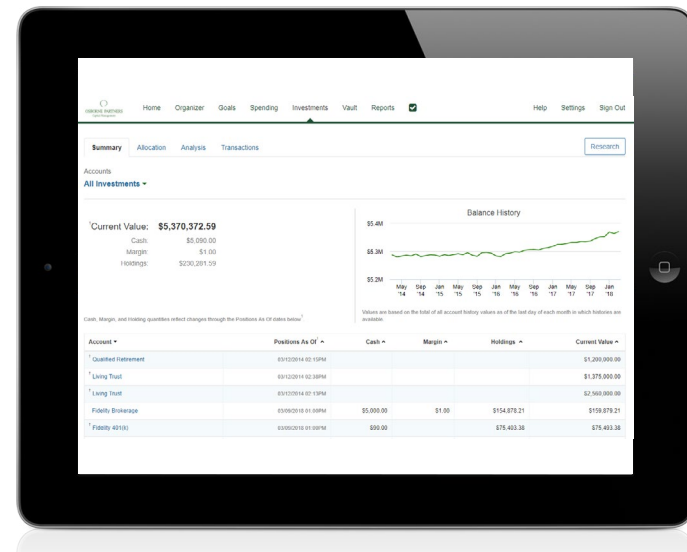 OSBORNE PARTNERS
Home Organizer Goals Spending Investments Vault Reports Help Settings Sign Out
Summary Allocation Analysis Transactions Research
Accounts
All Investments
†Current Value: $5,370,372.59
Cash: $5,090.00
Margin: $1.00
Holdings: $230,281.59
Balance History
$5.4M
$5.3M
$5.2M
May Sep Jan May Sep Jan May Sep Jan May Sep Jan
'14 '14 '15 '15 '15 '16 '16 '16 '17 '17 '17 '18
Cash, Margin, and Holding quantities reflect changes through the Positions As Of dates below†
Values are based on the total of all account history values as of the last day of each month in which histories are
available
Account Positions As Of† Cash Margin Holdings Current Value
† Qualified Retirement 03/12/2014 02:15PM $1,200,000.00
† Living Trust 03/12/2014 02:38PM $1,375,000.00
† Living Trust 03/12/2014 02:13PM $2,560,000.00
Fidelity Brokerage 03/09/2018 01:08PM $5,000.00 $1.00 $154,878.21 $159,879.21
† Fidelity 401(k) 03/09/2018 01:08PM $90.00 $75,403.38 $75,403.38